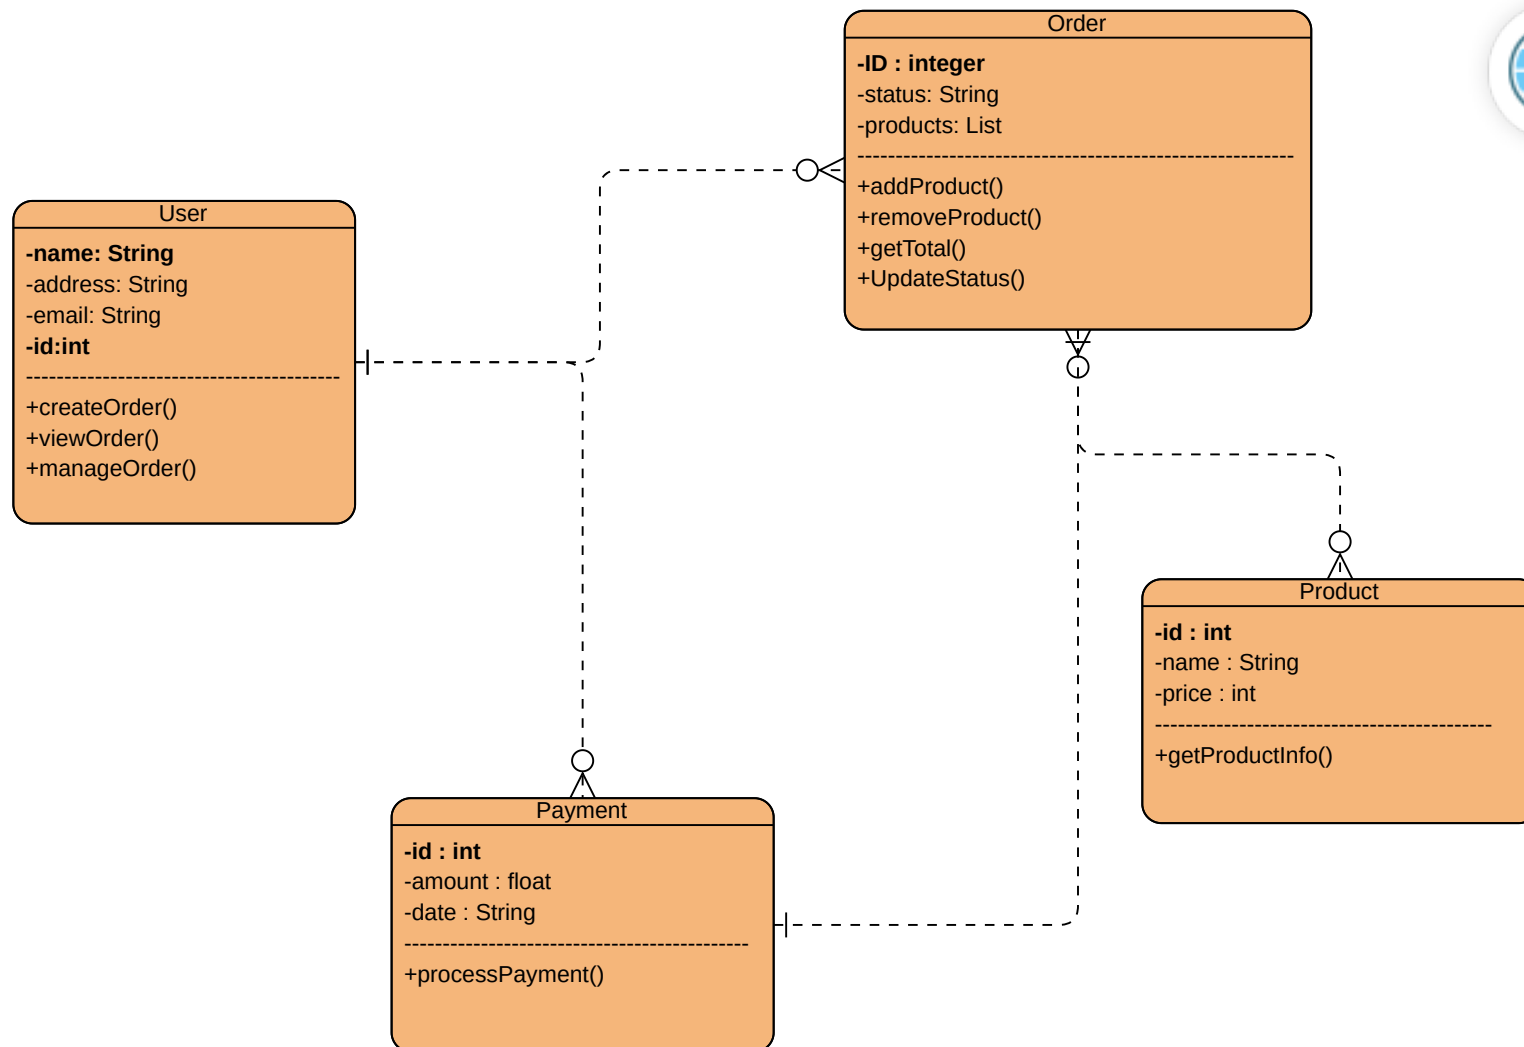 Order
-ID : integer
-status: String
-products: List
--------------------------------------------------------
+addProduct()
+removeProduct()
+getTotal()
+UpdateStatus()
User
-name: String
-address: String
-email: String
-id:int
----------------------------------------
+createOrder()
+viewOrder()
+manageOrder()
Product
-id : int
-name : String
-price : int
-------------------------------------------
+getProductInfo()
Payment
-id : int
-amount : float
-date : String
--------------------------------------------
+processPayment()